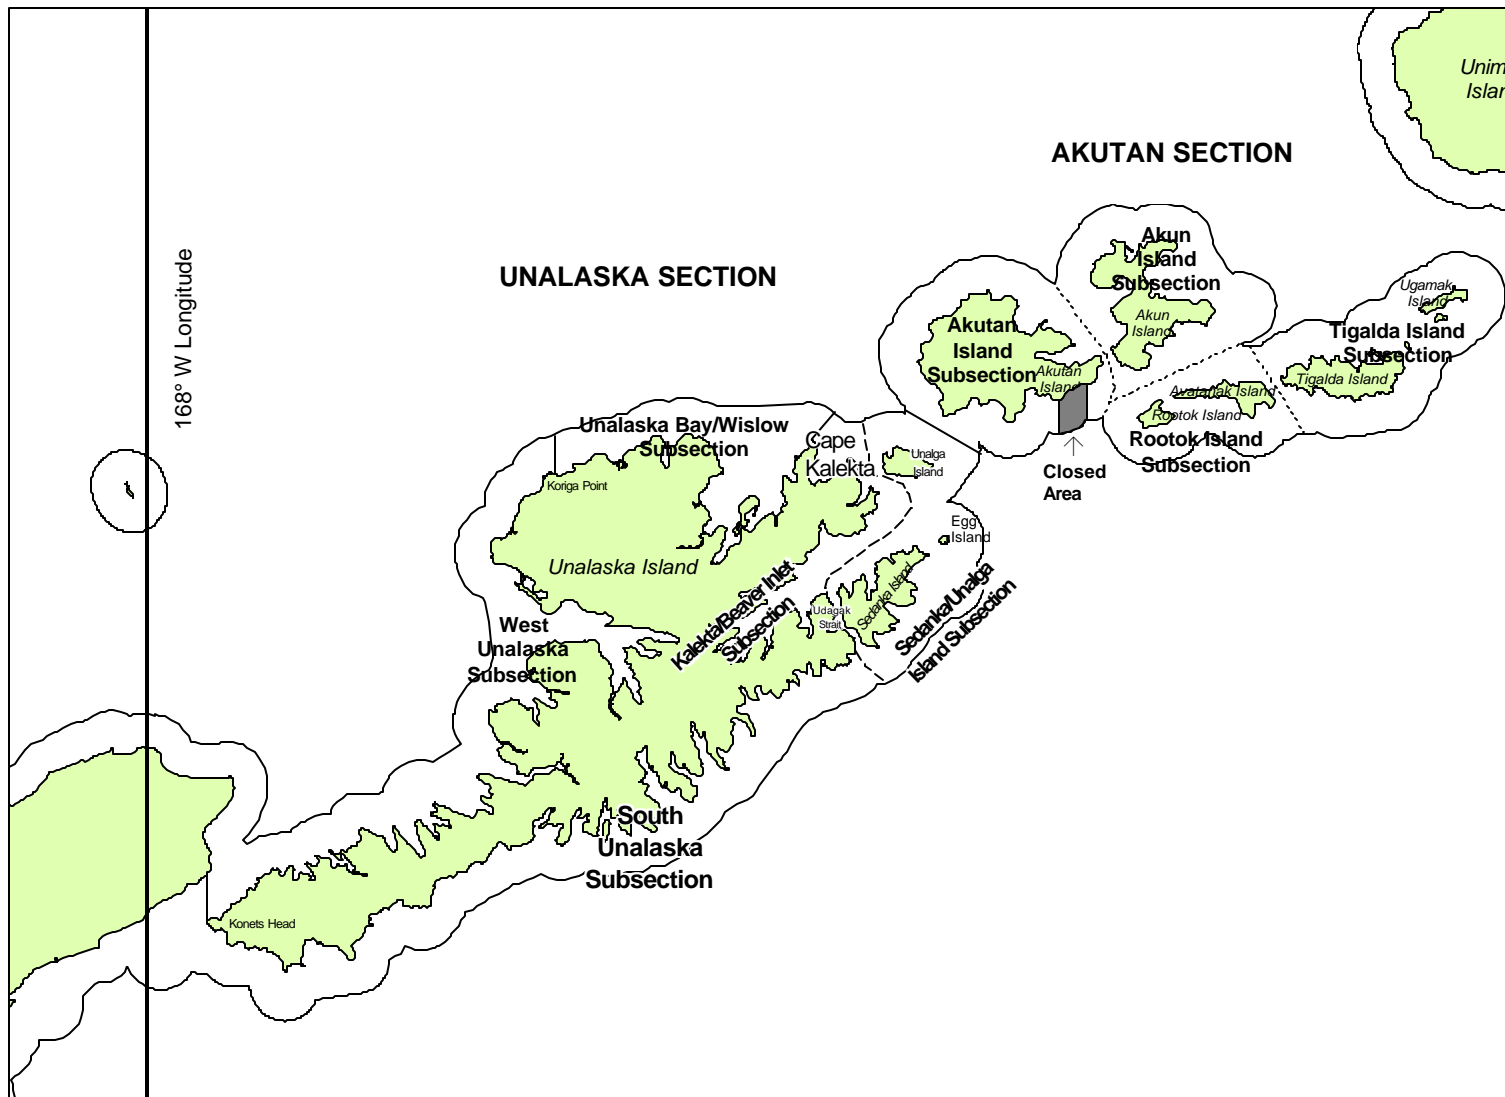 Unim
Islan
AKUTAN SECTION
168° W Longitude
UNALASKA SECTION
Akun
Island
Subsection
Akun
Island
Ugamak
Island
Tigalda Island
Subsection
Tigalda Island
Akutan
Island
Subsection
Akutan
Island
Avatanak Island
Rootok Island
Rootok Island
Subsection
Closed
Area
Unalaska Bay/Wislow
Subsection
Cape
Kalekta
Unalga
Island
Koriga Point
Egg
Island
Unalaska Island
Kalekta/Beaver Inlet
Subsection
Udagak
Strait
Sedanka Island
Sedanka/Unalga
Island Subsection
West
Unalaska
Subsection
South
Unalaska
Subsection
Konets Head